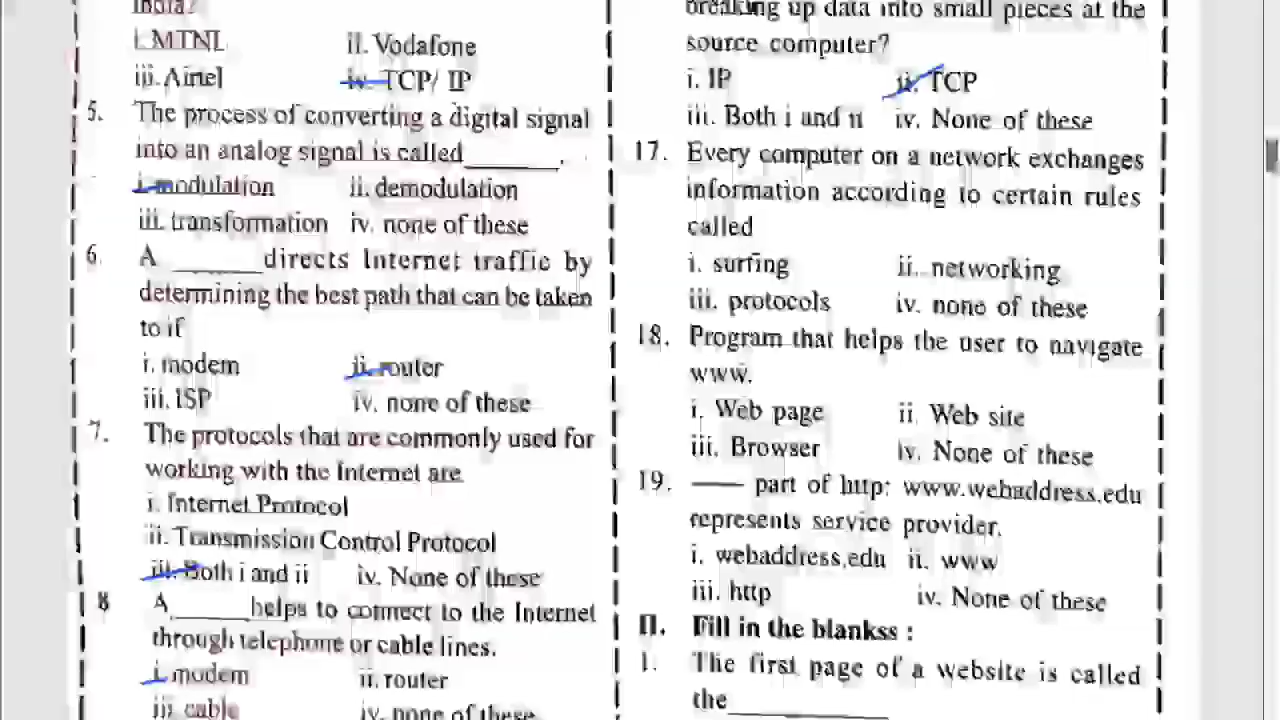 India?
i. MTNL ii. Vodafone
iii. Airtel iv. TCP/ IP
5. The process of converting a digital signal
into an analog signal is called ________.
i. modulation ii. demodulation
iii. transformation iv. none of these
6. A ________ directs Internet traffic by
determining the best path that can be taken
to if
i. modem ii. router
iii. ISP iv. none of these
7. The protocols that are commonly used for
working with the Internet are
i. Internet Protocol
ii. Transmission Control Protocol
iii. Both i and ii iv. None of these
8 A ________ helps to connect to the Internet
through telephone or cable lines.
i. modem ii. router
iii. cable iv. none of these
breaking up data into small pieces at the
source computer?
i. IP ii. TCP
iii. Both i and ii iv. None of these
17. Every computer on a network exchanges
information according to certain rules
called
i. surfing ii. networking
iii. protocols iv. none of these
18. Program that helps the user to navigate
www.
i. Web page ii. Web site
iii. Browser iv. None of these
19. —— part of http: www.webaddress.edu
represents service provider.
i. webaddress.edu ii. www
iii. http iv. None of these
II. Fill in the blankss :
1. The first page of a website is called
the ________